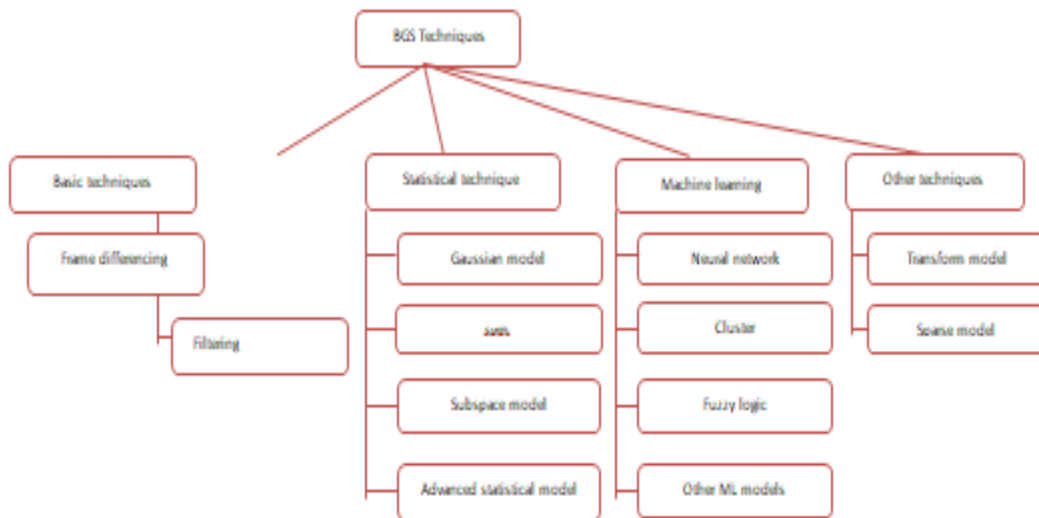 BGS Techniques
Basic techniques
Statistical technique
Machine learning
Other techniques
Frame differencing
Gaussian model
Neural network
Transform model
Filtering
Cluster
Sparse model
Subspace model
Fuzzy logic
Advanced statistical model
Other ML models